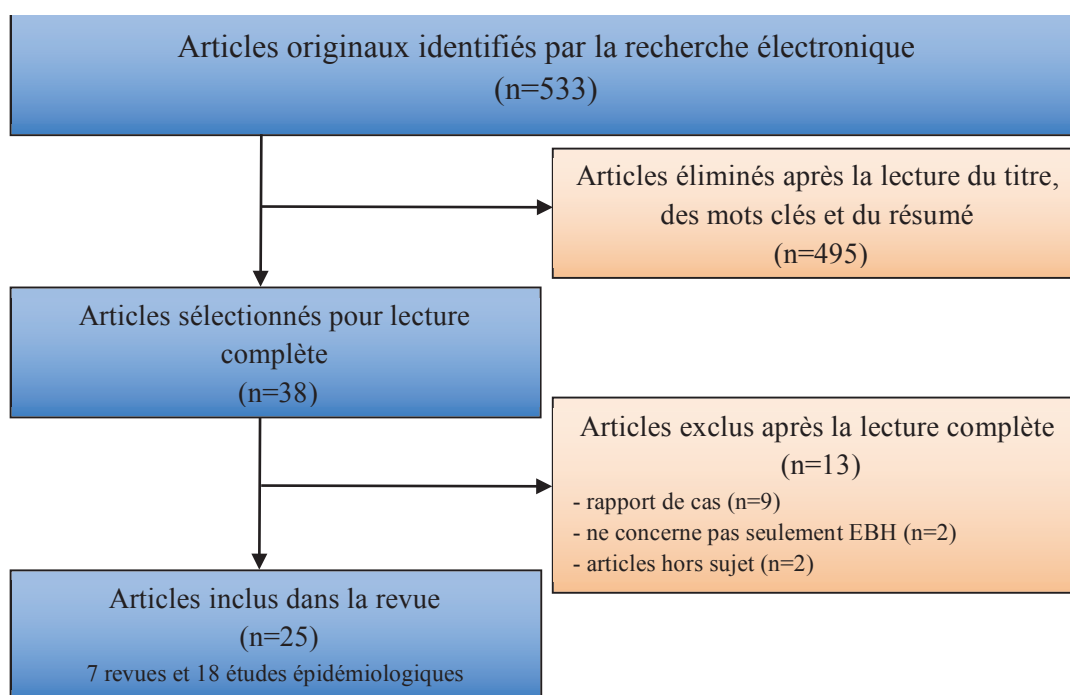 Articles originaux identifiés par la recherche électronique
(n=533)
Articles éliminés après la lecture du titre,
des mots clés et du résumé
(n=495)
Articles sélectionnés pour lecture
complète
(n=38)
Articles exclus après la lecture complète
(n=13)
- rapport de cas (n=9)
- ne concerne pas seulement EBH (n=2)
- articles hors sujet (n=2)
Articles inclus dans la revue
(n=25)
7 revues et 18 études épidémiologiques